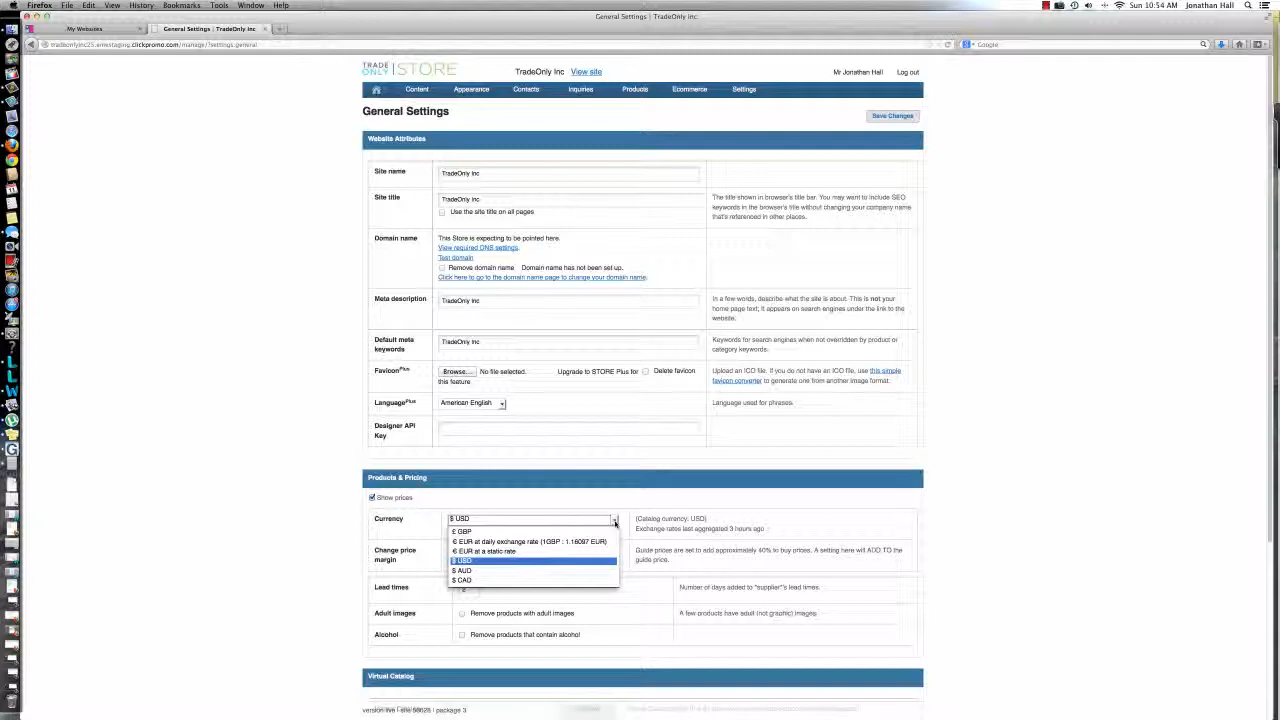 Firefox File Edit View History Bookmarks Tools Window Help
Sun 10:54 AM Jonathan Hall
General Settings | TradeOnly Inc
My Websites
General Settings | TradeOnly Inc
tradeonlyinc25.emvstaging.clickpromo.com/manage/?settings.general
Google
TRADE ONLY | STORE
TradeOnly Inc View site
Mr Jonathan Hall Log out
Content Appearance Contacts Inquiries Products Ecommerce Settings
General Settings
Save Changes
Website Attributes
Site name
TradeOnly Inc
Site title
TradeOnly Inc
Use the site title on all pages
The title shown in browser's title bar. You may want to include SEO
keywords in the browser's title without changing your company name
that's referenced in other places.
Domain name
This Store is expecting to be pointed here.
View required DNS settings.
Test domain
Remove domain name Domain name has not been set up.
Click here to go to the domain name page to change your domain name.
Meta description
TradeOnly Inc
In a few words, describe what the site is about. This is not your
home page text; it appears on search engines under the link to the
website.
Default meta
keywords
TradeOnly Inc
Keywords for search engines when not overridden by product or
category keywords.
Favicon Plus
Browse... No file selected. Upgrade to STORE Plus for
this feature
Delete favicon
Upload an ICO file. If you do not have an ICO file, use this simple
favicon converter to generate one from another image format.
Language Plus
American English
Language used for phrases.
Designer API
Key
Products & Pricing
Show prices
Currency
$ USD
£ GBP
€ EUR at daily exchange rate (1GBP : 1.16097 EUR)
€ EUR at a static rate
$ USD
$ AUD
$ CAD
(Catalog currency: USD)
Exchange rates last aggregated 3 hours ago
Change price
margin
Guide prices are set to add approximately 40% to buy prices. A setting here will ADD TO the
guide price.
Lead times
Number of days added to "supplier"'s lead times.
Adult images
Remove products with adult images
A few products have adult (not graphic) images.
Alcohol
Remove products that contain alcohol
Virtual Catalog